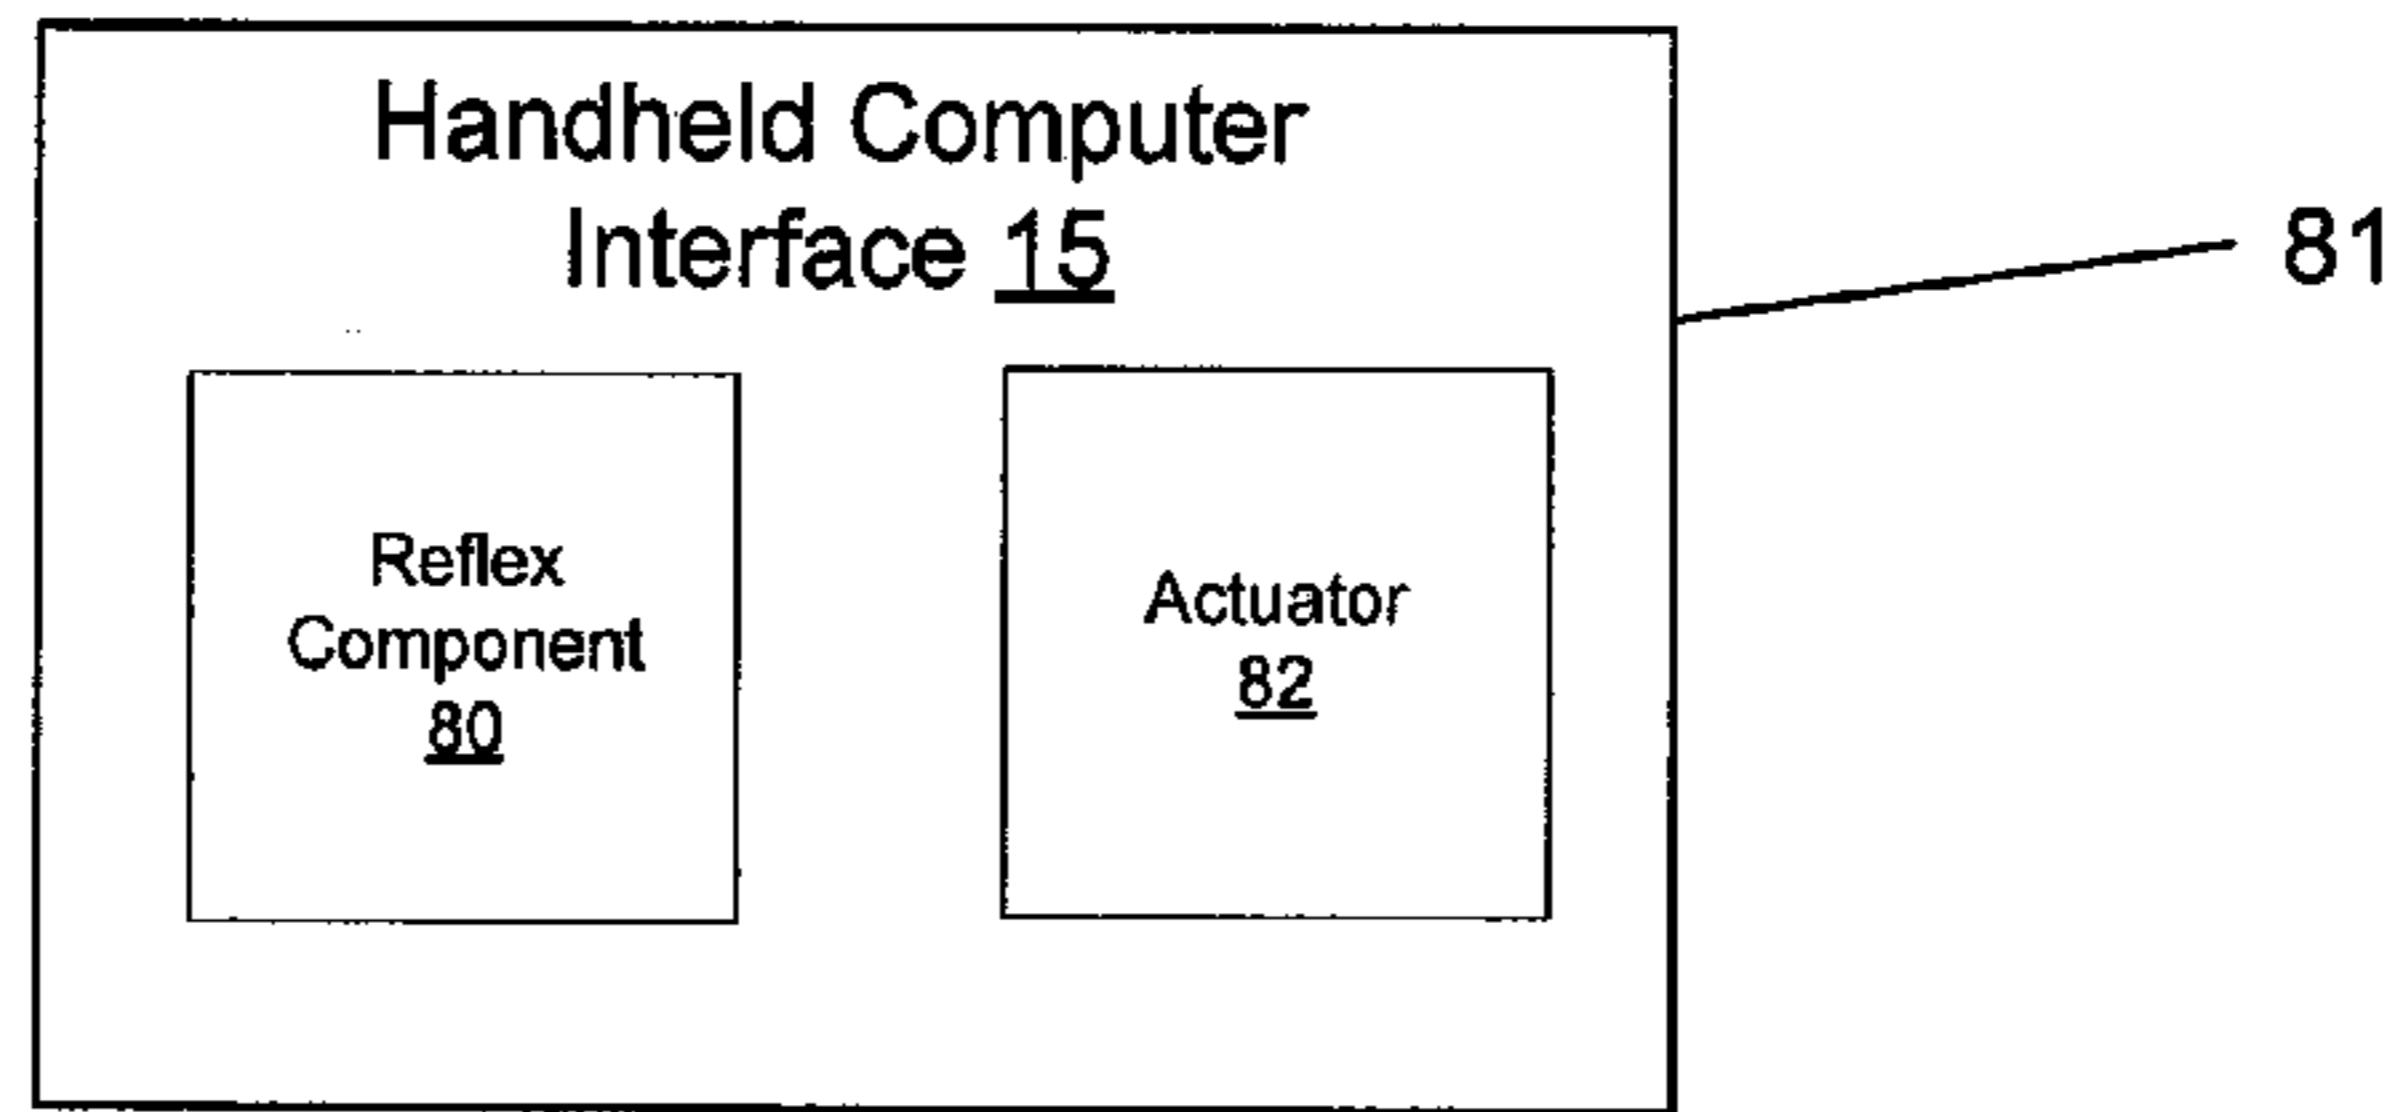 Handheld Computer
Interface 15
81
Reflex
Component
80
Actuator
82